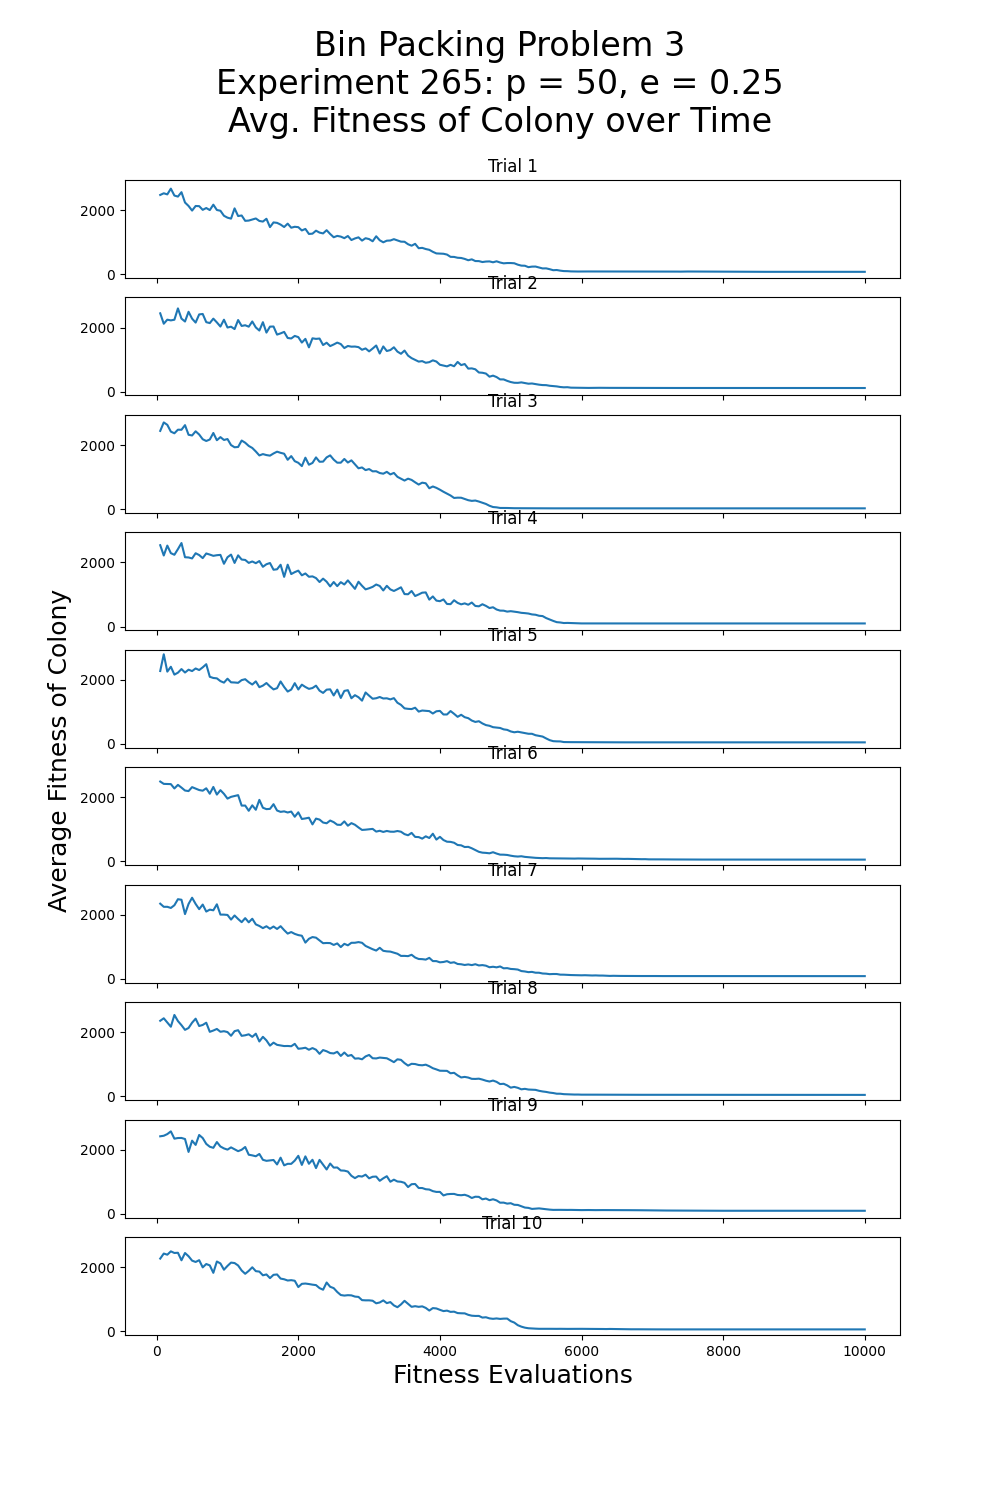 Bin Packing Problem 3
Experiment 265: p = 50, e = 0.25
Avg. Fitness of Colony over Time
Trial 1
2000
0
Trial 2
2000
0
Trial 3
2000
0
Trial 4
2000
0
Trial 5
2000
0
Trial 6
2000
0
Trial 7
2000
0
Trial 8
2000
0
Trial 9
2000
0
Trial 10
2000
0
0 2000 4000 6000 8000 10000
Fitness Evaluations
Average Fitness of Colony